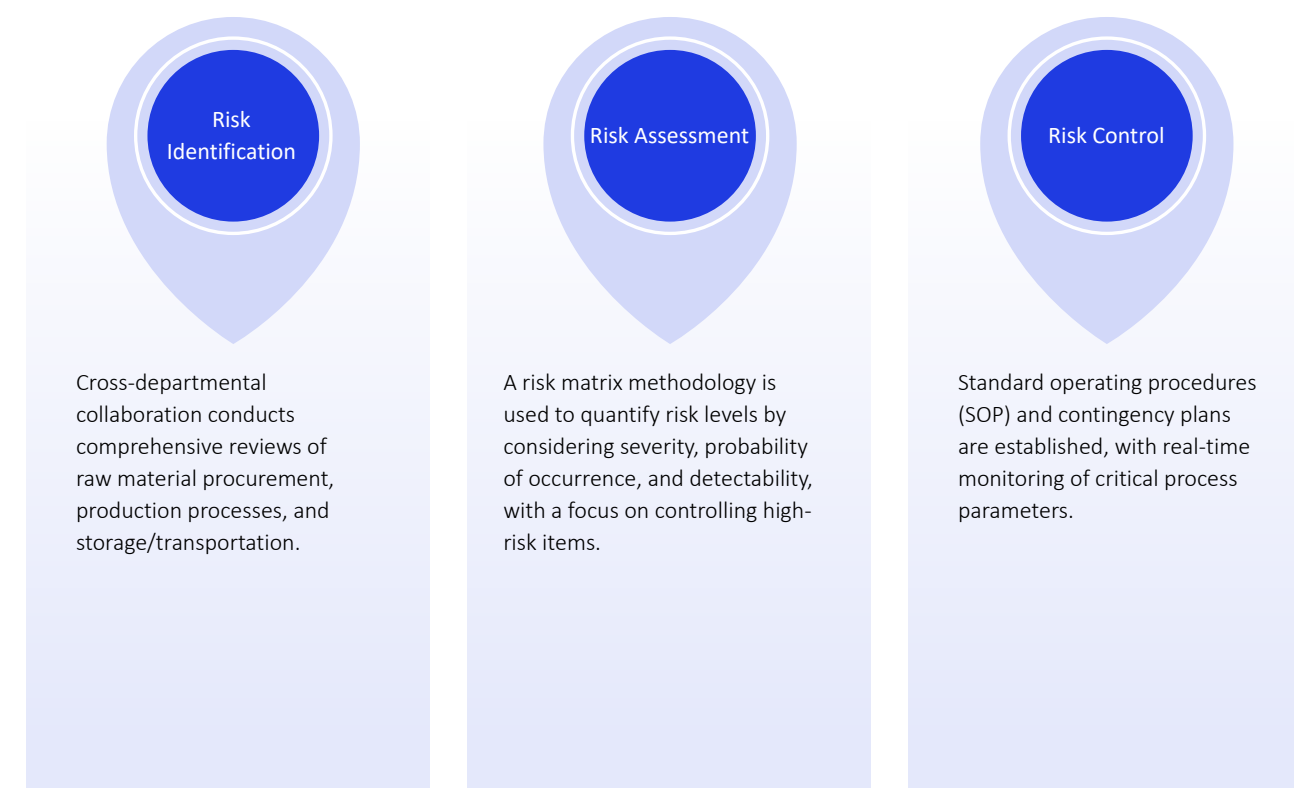 Risk
Identification
Cross-departmental
collaboration conducts
comprehensive reviews of
raw material procurement,
production processes, and
storage/transportation.
Risk Assessment
A risk matrix methodology is
used to quantify risk levels by
considering severity, probability
of occurrence, and detectability,
with a focus on controlling high-
risk items.
Risk Control
Standard operating procedures
(SOP) and contingency plans
are established, with real-time
monitoring of critical process
parameters.